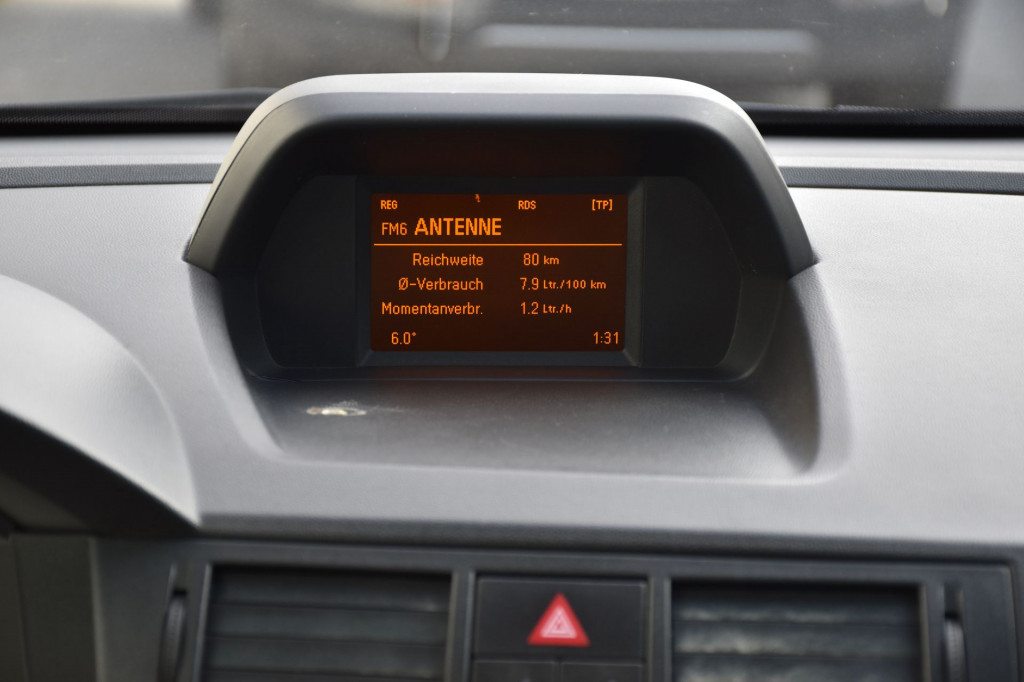 REG RDS [TP]
FM6 ANTENNE
Reichweite 80 km
Ø-Verbrauch 7.9 Ltr./100 km
Momentanverbr. 1.2 Ltr./h
6.0° 1:31